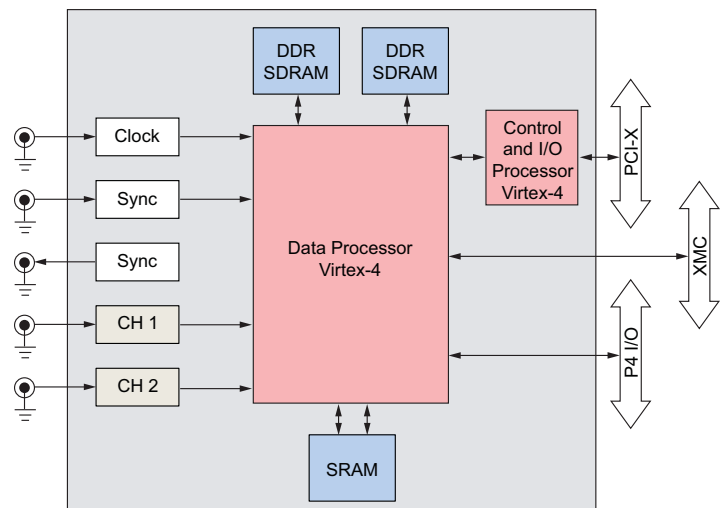 DDR
SDRAM
DDR
SDRAM
Clock
Sync
Sync
CH 1
CH 2
Data Processor
Virtex-4
Control
and I/O
Processor
Virtex-4
PCI-X
XMC
P4 I/O
SRAM